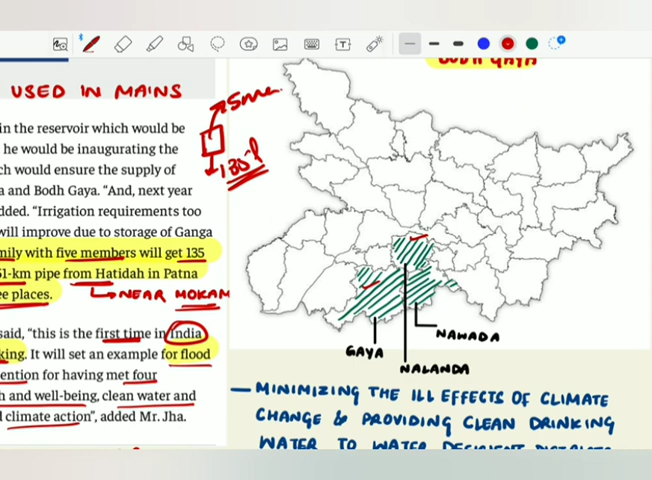 BODH GAYA
USED IN MAINS
5mem.
135 l
in the reservoir which would be
he would be inaugurating the
ch would ensure the supply of
a and Bodh Gaya. "And, next year
dded. "Irrigation requirements too
will improve due to storage of Ganga
mily with five members will get 135
51-km pipe from Hatidah in Patna
ee places.
NEAR MOKAM
said, "this is the first time in India
king. It will set an example for flood
ention for having met four
h and well-being, clean water and
l climate action", added Mr. Jha.
NAWADA
GAYA
NALANDA
— MINIMIZING THE ILL EFFECTS OF CLIMATE
CHANGE & PROVIDING CLEAN DRINKING
WATER TO WATER DEFICIENT DISTRICTS